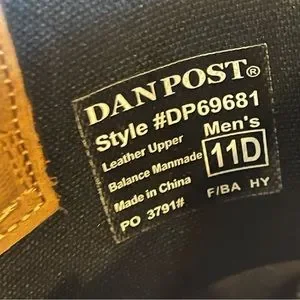 DAN POST®
Style #DP69681
Leather Upper Men's
Balance Manmade 11D
Made in China
PO 3791# F/BA HY